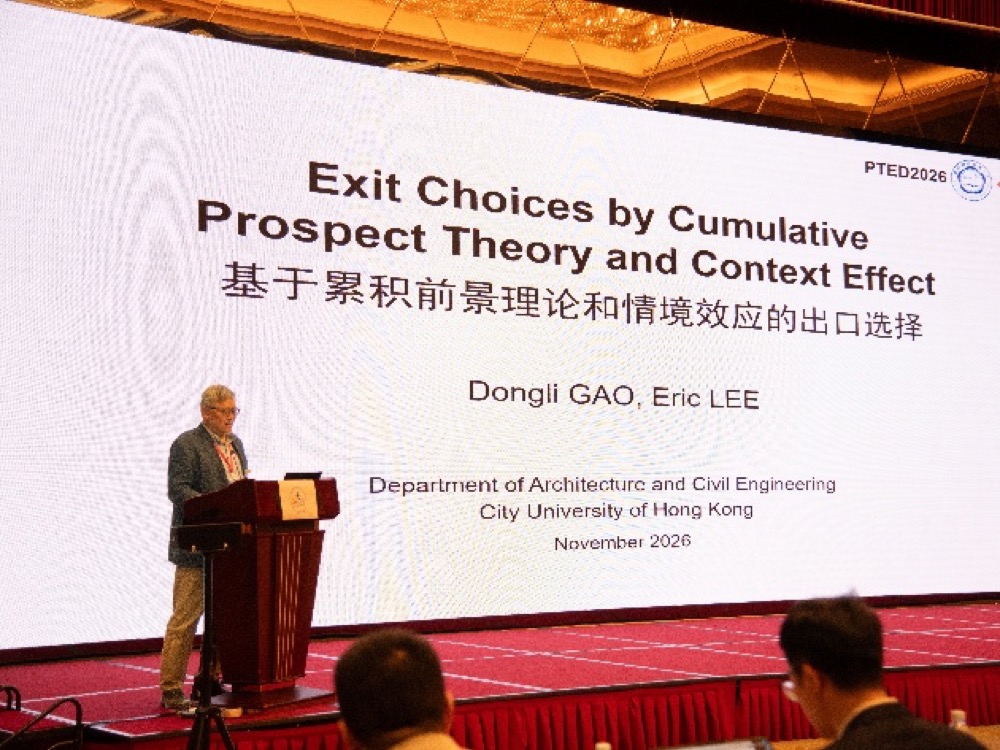 PTED2026
Exit Choices by Cumulative
Prospect Theory and Context Effect
基于累积前景理论和情境效应的出口选择
Dongli GAO, Eric LEE
Department of Architecture and Civil Engineering
City University of Hong Kong
November 2026